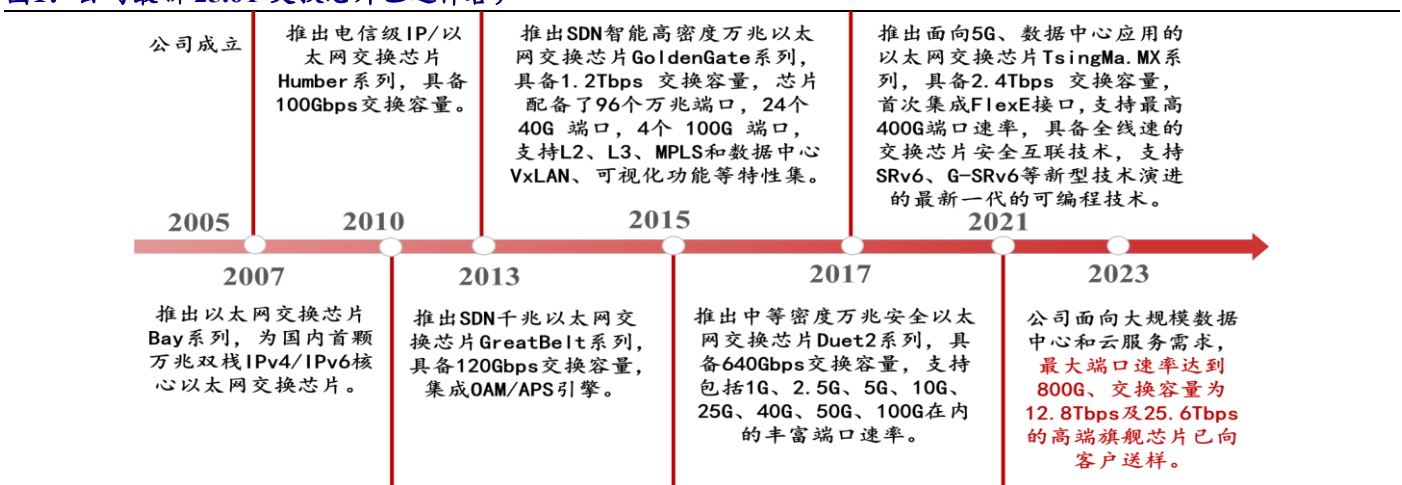 公司成立
推出电信级IP/以
太网交换芯片
Humber系列，具备
100Gbps交换容量。
推出SDN智能高密度万兆以太
网交换芯片GoldenGate系列，
具备1.2Tbps 交换容量，芯片
配备了96个万兆端口，24个
40G 端口，4个 100G 端口，
支持L2、L3、MPLS和数据中心
VxLAN、可视化功能等特性集。
推出面向5G、数据中心应用的
以太网交换芯片TsingMa.MX系
列，具备2.4Tbps 交换容量，
首次集成FlexE接口,支持最高
400G端口速率，具备全线速的
交换芯片安全互联技术，支持
SRv6、G-SRv6等新型技术演进
的最新一代的可编程技术。
2005
2010
2015
2021
2007
2013
2017
2023
推出以太网交换芯片
Bay系列，为国内首颗
万兆双栈IPv4/IPv6核
心以太网交换芯片。
推出SDN千兆以太网交
换芯片GreatBelt系列，
具备120Gbps交换容量，
集成OAM/APS引擎。
推出中等密度万兆安全以太
网交换芯片Duet2系列，具
备640Gbps交换容量，支持
包括1G、2.5G、5G、10G、
25G、40G、50G、100G在内
的丰富端口速率。
公司面向大规模数据
中心和云服务需求，
最大端口速率达到
800G、交换容量为
12.8Tbps及25.6Tbps
的高端旗舰芯片已向
客户送样。